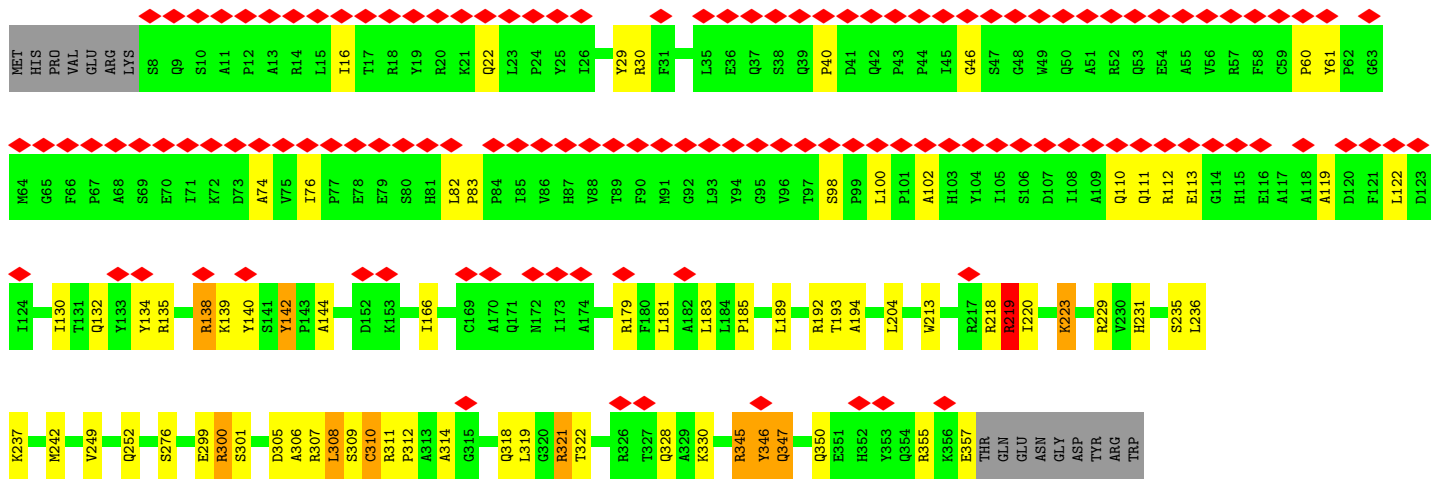 MET HIS PRO VAL GLU ARG LYS S8 Q9 S10 A11 P12 A13 R14 L15 I16 T17 R18 Y19 R20 K21 Q22 L23 P24 Y25 I26 Y29 R30 F31 L35 E36 Q37 S38 Q39 P40 D41 Q42 P43 P44 I45 G46 S47 G48 W49 Q50 A51 R52 Q53 E54 A55 V56 R57 F58 C59 P60 Y61 P62 G63
M64 G65 F66 P67 A68 S69 E70 I71 K72 D73 A74 V75 I76 P77 E78 E79 S80 H81 L82 P83 P84 I85 V86 H87 V88 T89 F90 M91 G92 L93 Y94 G95 V96 T97 S98 P99 L100 P101 A102 H103 Y104 I105 S106 D107 I108 A109 Q110 Q111 R112 E113 G114 H115 E116 A117 A118 A119 D120 F121 L122 D123
I124 I130 T131 Q132 Y133 Y134 R135 R138 K139 Y140 S141 Y142 P143 A144 D152 K153 I166 C169 A170 Q171 N172 I173 A174 R179 F180 L181 A182 L183 L184 P185 L189 R192 T193 A194 L204 W213 R217 R218 R219 I220 K223 R229 V230 H231 S235 L236
K237 M242 V249 Q252 S276 E299 R300 S301 D305 A306 R307 L308 S309 C310 R311 P312 A313 A314 G315 Q318 L319 G320 R321 T322 R326 T327 Q328 A329 K330 R345 Y346 Q347 Q350 E351 H352 Y353 Q354 R355 K356 E357 THR GLN GLU ASN GLY ASP TYR ARG TRP